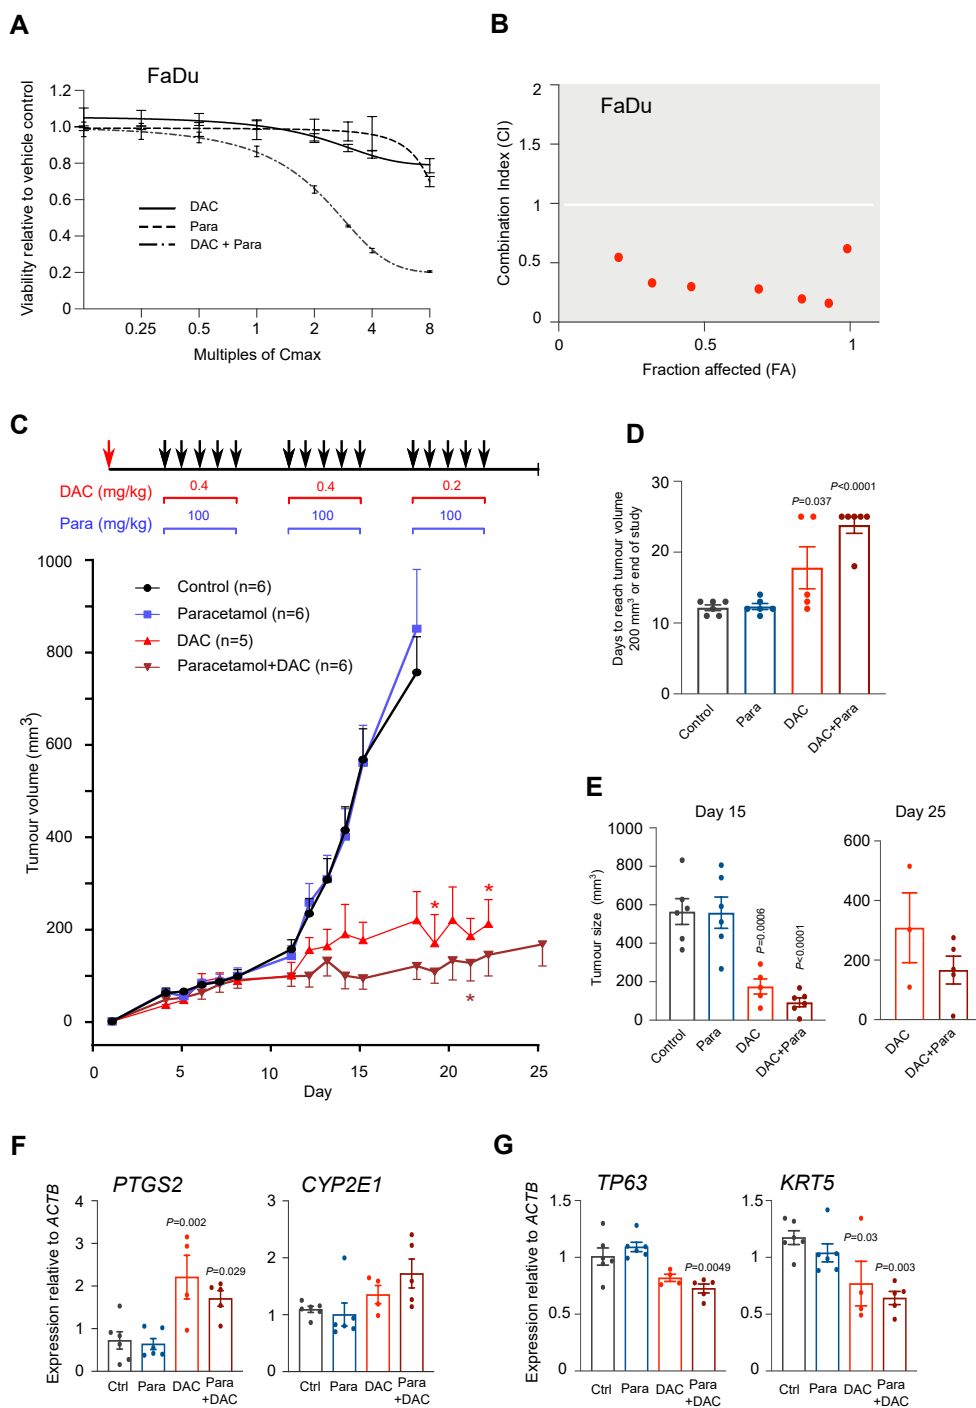 A
FaDu
Viability relative to vehicle control
1.2
1.0
0.8
0.6
0.4
0.2
0
DAC
Para
DAC + Para
0.25
0.5
1
2
4
8
Multiples of Cmax
B
FaDu
Combination Index (CI)
2
1.5
1
0.5
0
0
0.5
1
Fraction affected (FA)
C
DAC (mg/kg)
0.4
0.4
0.2
Para (mg/kg)
100
100
100
Control (n=6)
Paracetamol (n=6)
DAC (n=5)
Paracetamol+DAC (n=6)
Tumour volume (mm3)
1000
800
600
400
200
0
*
*
*
0
5
10
15
20
25
Day
D
Days to reach tumour volume
200 mm3 or end of study
30
20
10
0
P=0.037
P<0.0001
Control
Para
DAC
DAC+Para
E
Day 15
Tumour size (mm3)
1000
800
600
400
200
0
P=0.0006
P<0.0001
Control
Para
DAC
DAC+Para
Day 25
600
400
200
0
DAC
DAC+Para
F
Expression relative to ACTB
PTGS2
4
3
2
1
0
P=0.002
P=0.029
Ctrl
Para
DAC
Para
+DAC
CYP2E1
3
2
1
0
Ctrl
Para
DAC
Para
+DAC
G
Expression relative to ACTB
TP63
1.5
1
0.5
0
P=0.0049
Ctrl
Para
DAC
Para
+DAC
KRT5
1.5
1
0.5
0
P=0.03
P=0.003
Ctrl
Para
DAC
Para
+DAC